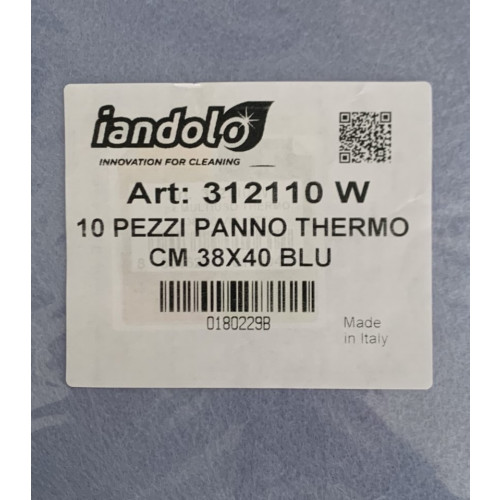 iandolo
INNOVATION FOR CLEANING
Art: 312110 W
10 PEZZI PANNO THERMO
CM 38X40 BLU
0180229B
Made
in Italy